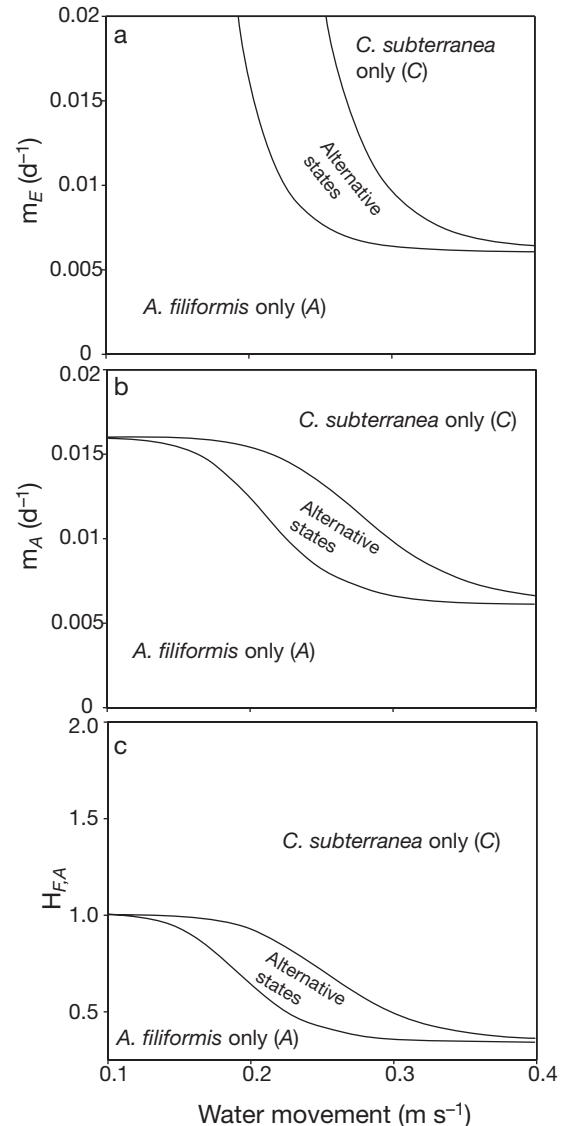 a
0.02
0.015
0.01
0.005
0
m_E (d⁻¹)
C. subterranea
only (C)
Alternative
states
A. filiformis only (A)
b
0.02
0.015
0.01
0.005
0
m_A (d⁻¹)
C. subterranea only (C)
Alternative
states
A. filiformis only (A)
c
2.0
1.5
1.0
0.5
H_F,A
C. subterranea only (C)
Alternative
states
A. filiformis only (A)
0.1 0.2 0.3 0.4
Water movement (m s⁻¹)